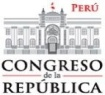 PERÚ
CONGRESO
de la
REPÚBLICA